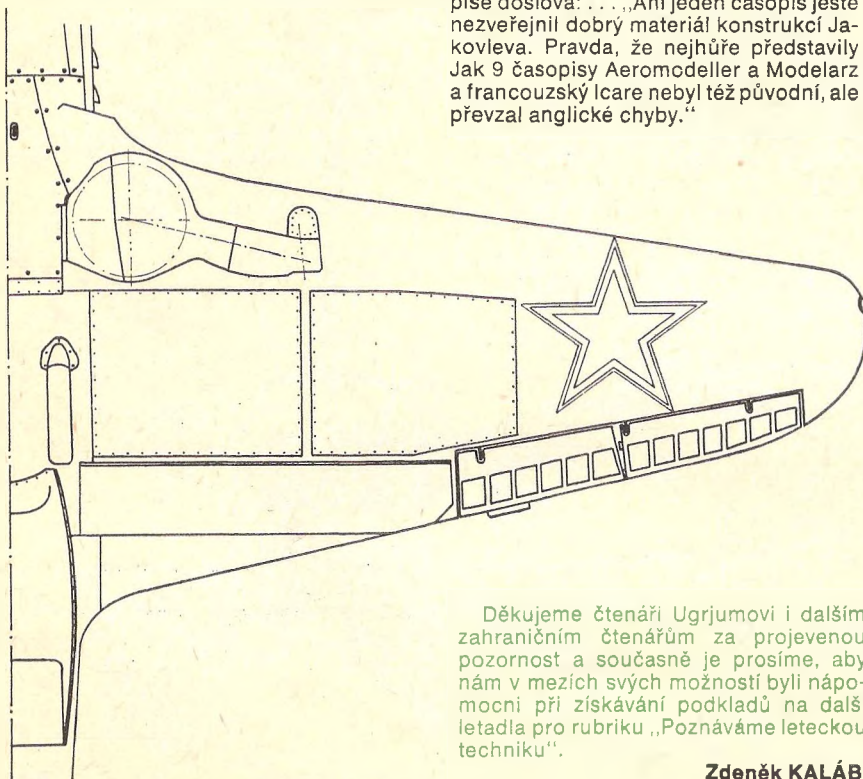 píše doslova: . . . „Ani jeden časopis ještě
nezveřejnil dobrý materiál konstrukcí Ja-
kovleva. Pravda, že nejhůře představily
Jak 9 časopisy Aeromodeller a Modelarz
a francouzský Icare nebyl též původní, ale
převzal anglické chyby.“
Děkujeme čtenáři Ugrjumovi i dalším
zahraničním čtenářům za projevenou
pozornost a současně je prosíme, aby
nám v mezích svých možností byli nápo-
mocni při získávání podkladů na dalš
letadla pro rubriku „Poznáváme leteckou
techniku“.
Zdeněk KALÁB